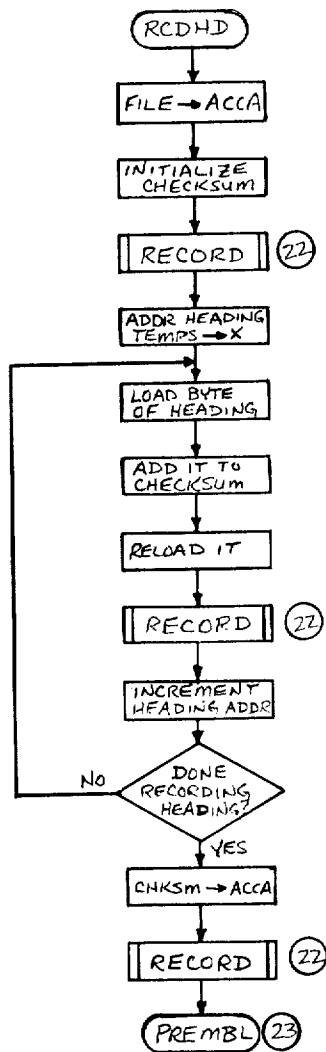 RCDHD
FILE → ACCA
INITIALIZE
CHECKSUM
RECORD 22
ADDR HEADING
TEMPS → X
LOAD BYTE
OF HEADING
ADD IT TO
CHECKSUM
RELOAD IT
RECORD 22
INCREMENT
HEADING ADDR
DONE
NO RECORDING
HEADING?
YES
CHKSM → ACCA
RECORD 22
PREMBL 23